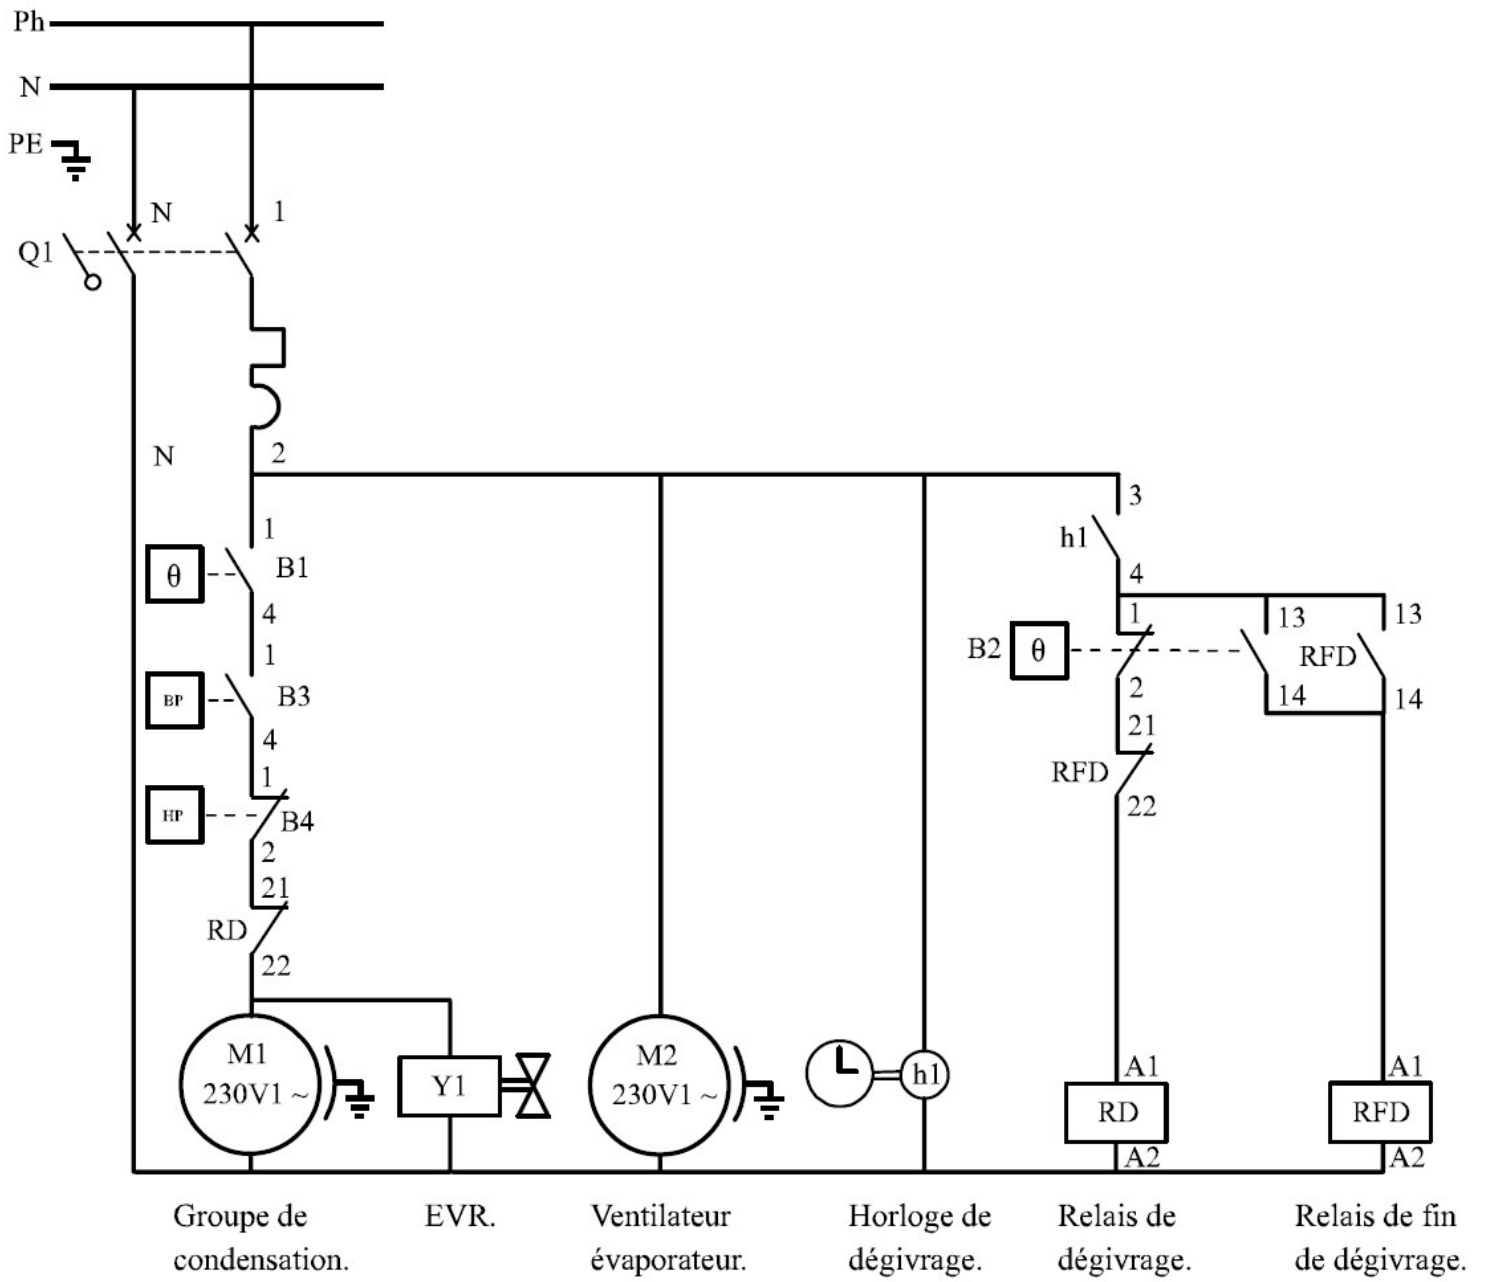 Ph
N
PE
N 1
Q1
N 2
3
h1
4
1
θ B1
4
1 13 13
B2 θ RFD
2 14 14
1
BP B3
4
21
RFD
22
1
HP B4
2
21
RD
22
M1
230V1 ~
Y1
M2
230V1 ~
h1
A1 A1
RD RFD
A2 A2
Groupe de
condensation.
EVR.
Ventilateur
évaporateur.
Horloge de
dégivrage.
Relais de
dégivrage.
Relais de fin
de dégivrage.